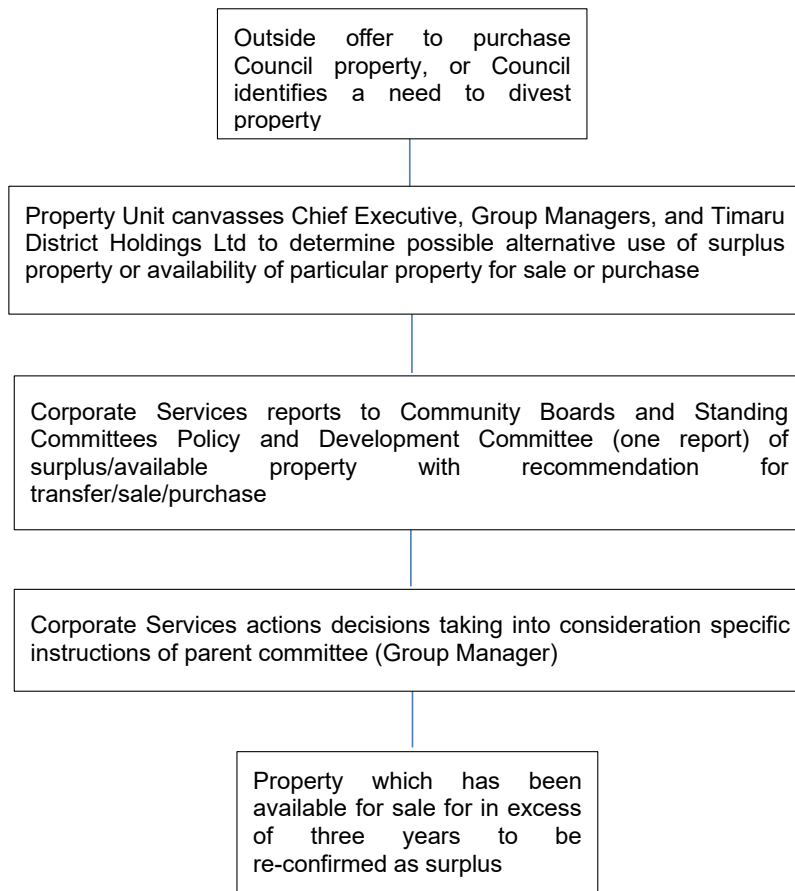 Outside offer to purchase
Council property, or Council
identifies a need to divest
property
Property Unit canvasses Chief Executive, Group Managers, and Timaru
District Holdings Ltd to determine possible alternative use of surplus
property or availability of particular property for sale or purchase
Corporate Services reports to Community Boards and Standing
Committees Policy and Development Committee (one report) of
surplus/available property with recommendation for
transfer/sale/purchase
Corporate Services actions decisions taking into consideration specific
instructions of parent committee (Group Manager)
Property which has been
available for sale for in excess
of three years to be
re-confirmed as surplus